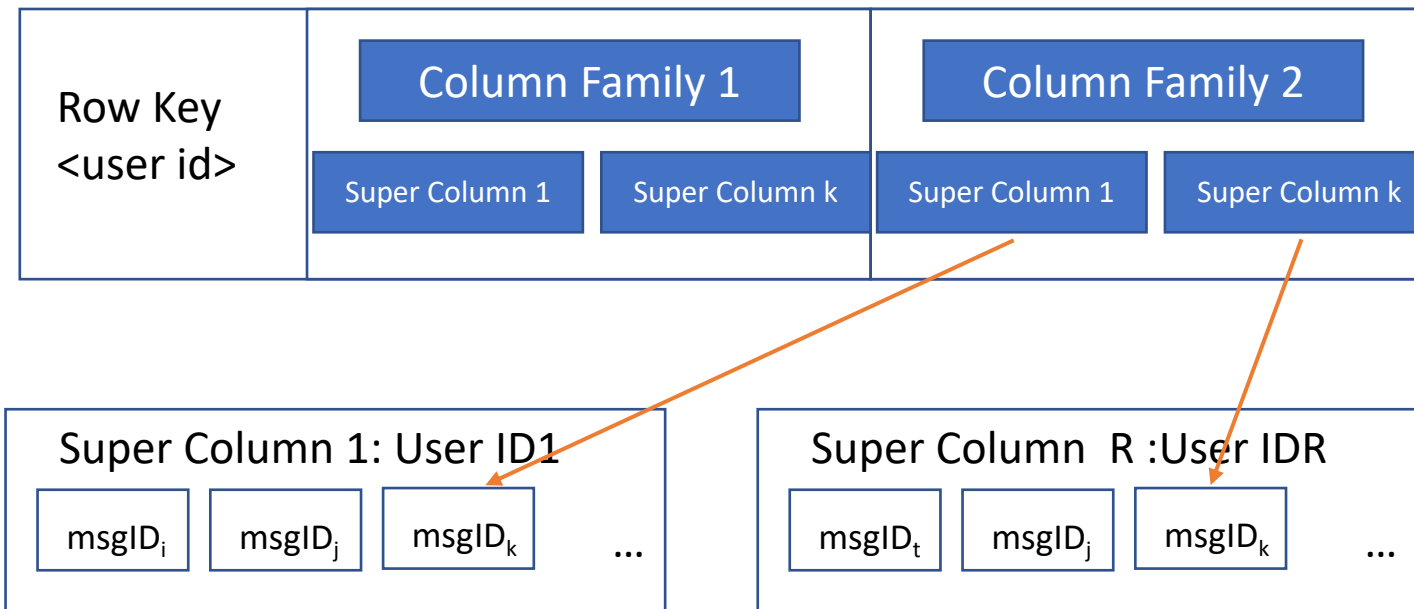 Row Key
<user id>
Column Family 1
Column Family 2
Super Column 1
Super Column k
Super Column 1
Super Column k
Super Column 1: User ID1
msgIDi
msgIDj
msgIDk
...
Super Column  R :User IDR
msgIDt
msgIDj
msgIDk
...